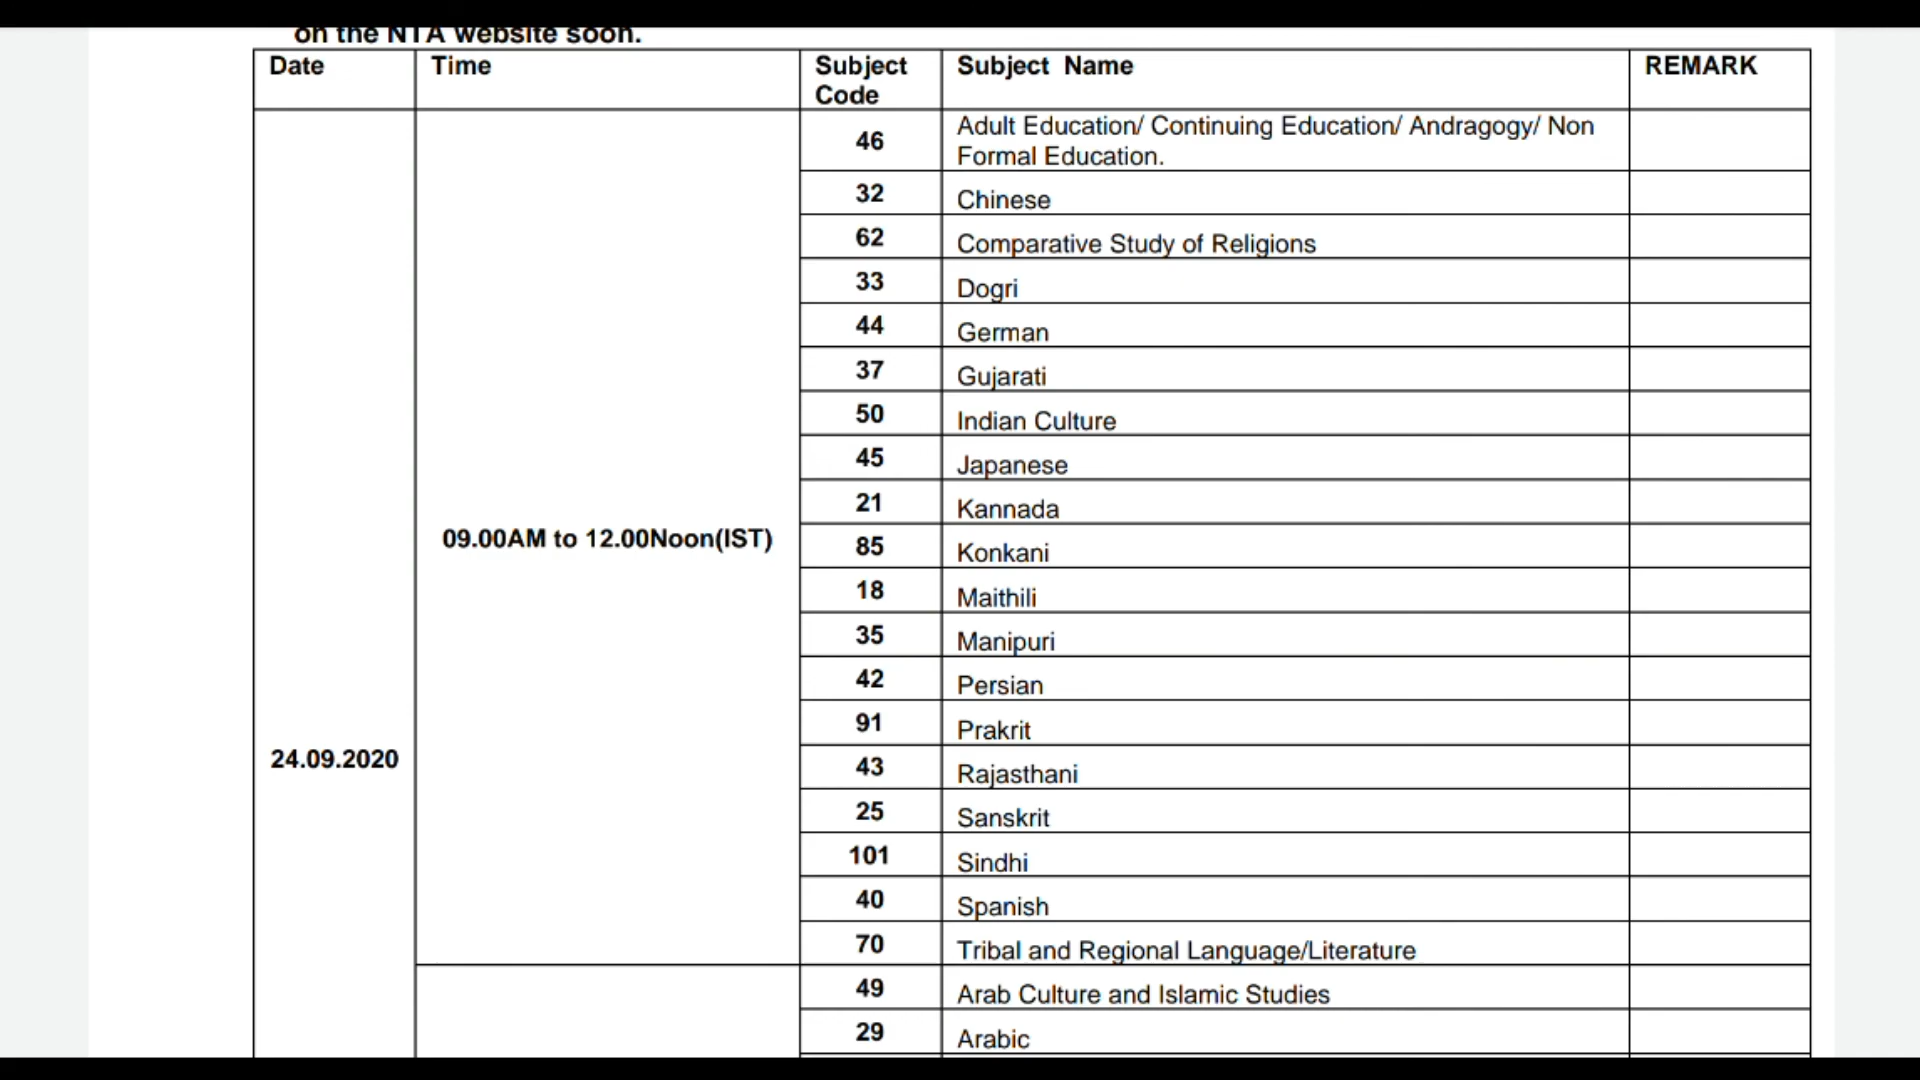 on the NTA website soon.
Date Time Subject Code Subject Name REMARK
46 Adult Education/ Continuing Education/ Andragogy/ Non
Formal Education.
32 Chinese
62 Comparative Study of Religions
33 Dogri
44 German
37 Gujarati
50 Indian Culture
45 Japanese
21 Kannada
09.00AM to 12.00Noon(IST)
85 Konkani
18 Maithili
35 Manipuri
42 Persian
91 Prakrit
24.09.2020
43 Rajasthani
25 Sanskrit
101 Sindhi
40 Spanish
70 Tribal and Regional Language/Literature
49 Arab Culture and Islamic Studies
29 Arabic